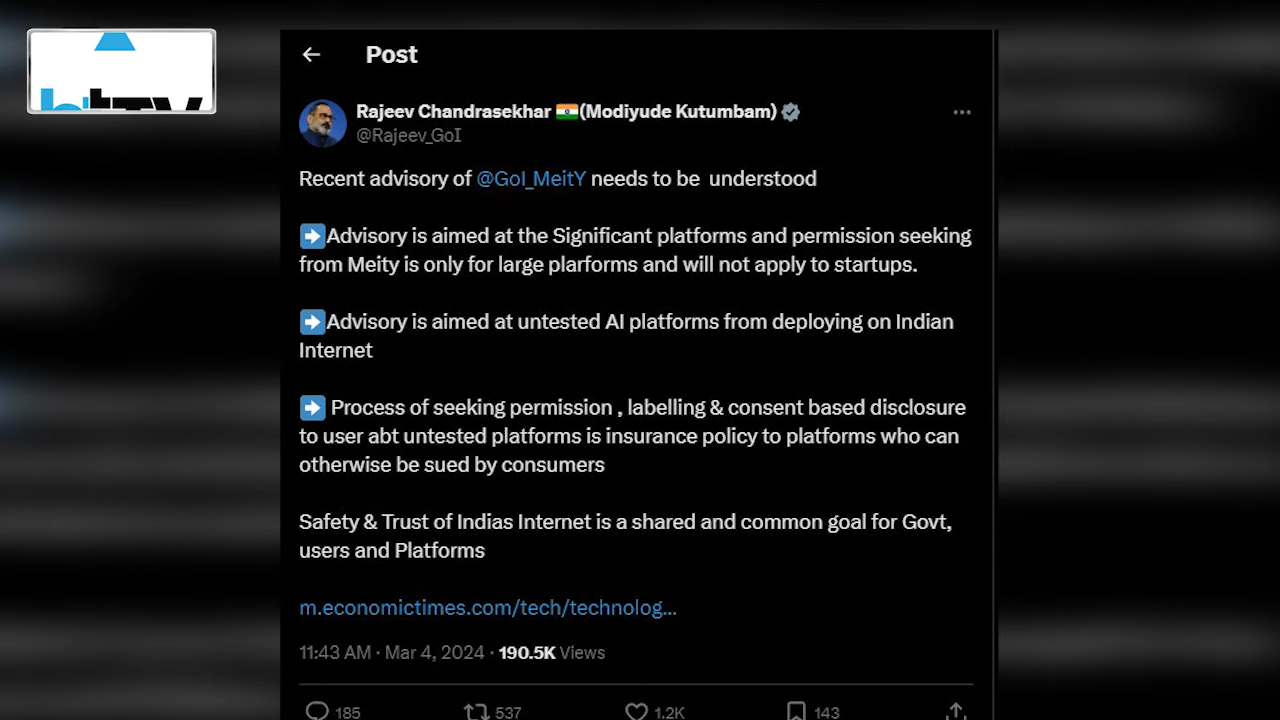 Post
Rajeev Chandrasekhar 🇮🇳(Modiyude Kutumbam)
@Rajeev_GoI
Recent advisory of @GoI_MeitY needs to be  understood
➡️Advisory is aimed at the Significant platforms and permission seeking
from Meity is only for large plarforms and will not apply to startups.
➡️Advisory is aimed at untested AI platforms from deploying on Indian
Internet
➡️ Process of seeking permission , labelling & consent based disclosure
to user abt untested platforms is insurance policy to platforms who can
otherwise be sued by consumers
Safety & Trust of Indias Internet is a shared and common goal for Govt,
users and Platforms
m.economictimes.com/tech/technolog...
11:43 AM · Mar 4, 2024 · 190.5K Views
185 537 1.2K 143